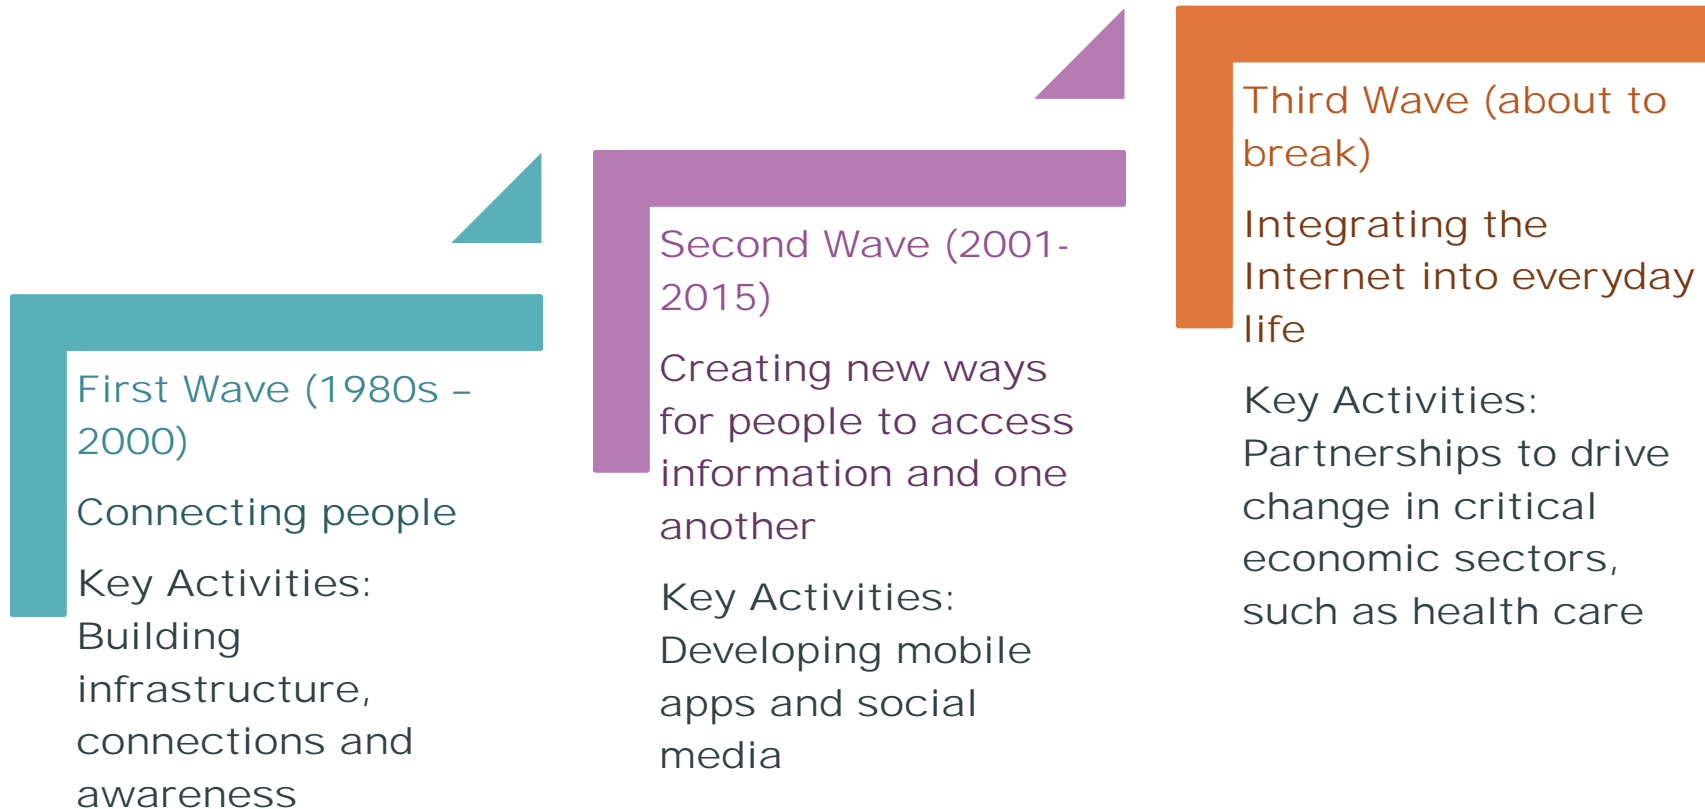 First Wave (1980s –
2000)
Connecting people
Key Activities:
Building
infrastructure,
connections and
awareness
Second Wave (2001-
2015)
Creating new ways
for people to access
information and one
another
Key Activities:
Developing mobile
apps and social
media
Third Wave (about to
break)
Integrating the
Internet into everyday
life
Key Activities:
Partnerships to drive
change in critical
economic sectors,
such as health care